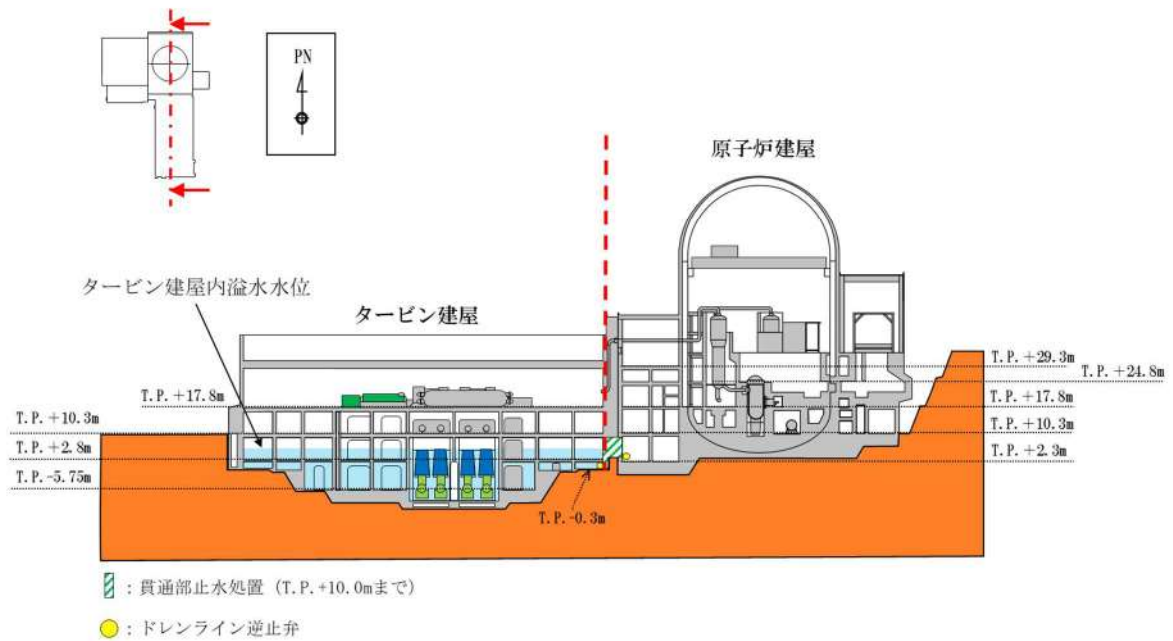 PN
原子炉建屋
タービン建屋内溢水水位
タービン建屋
T.P. +29.3m
T.P. +24.8m
T.P. +17.8m
T.P. +17.8m
T.P. +10.3m
T.P. +10.3m
T.P. +2.8m
T.P. +2.3m
T.P.-5.75m
T.P.-0.3m
：貫通部止水処置（T.P.+10.0mまで）
：ドレンライン逆止弁